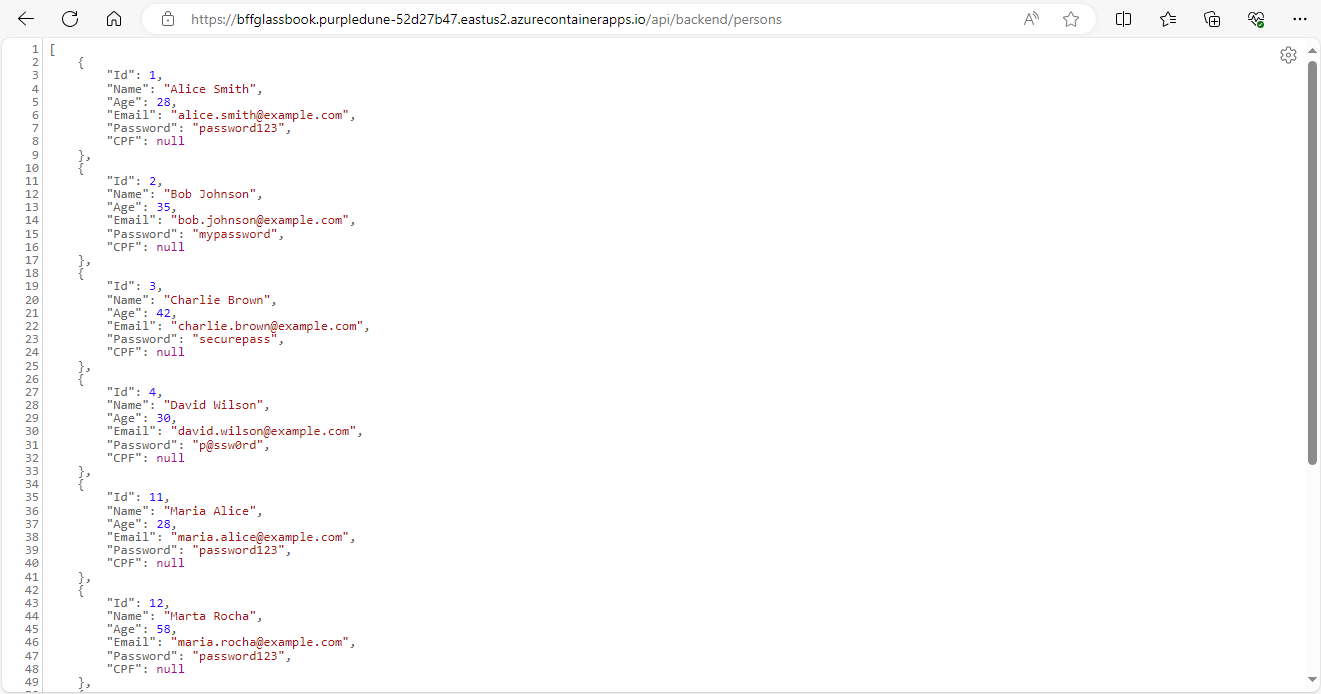 https://bffglassbook.purpledune-52d27b47.eastus2.azurecontainerapps.io/api/backend/persons
1 [
2 {
3 "Id": 1,
4 "Name": "Alice Smith",
5 "Age": 28,
6 "Email": "alice.smith@example.com",
7 "Password": "password123",
8 "CPF": null
9 },
10 {
11 "Id": 2,
12 "Name": "Bob Johnson",
13 "Age": 35,
14 "Email": "bob.johnson@example.com",
15 "Password": "mypassword",
16 "CPF": null
17 },
18 {
19 "Id": 3,
20 "Name": "Charlie Brown",
21 "Age": 42,
22 "Email": "charlie.brown@example.com",
23 "Password": "securepass",
24 "CPF": null
25 },
26 {
27 "Id": 4,
28 "Name": "David Wilson",
29 "Age": 30,
30 "Email": "david.wilson@example.com",
31 "Password": "p@ssw0rd",
32 "CPF": null
33 },
34 {
35 "Id": 11,
36 "Name": "Maria Alice",
37 "Age": 28,
38 "Email": "maria.alice@example.com",
39 "Password": "password123",
40 "CPF": null
41 },
42 {
43 "Id": 12,
44 "Name": "Marta Rocha",
45 "Age": 58,
46 "Email": "maria.rocha@example.com",
47 "Password": "password123",
48 "CPF": null
49 },